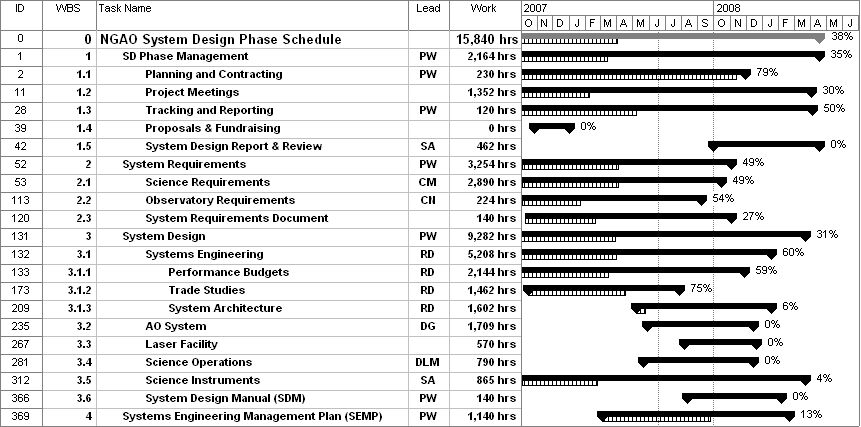 ID WBS Task Name Lead Work 2007 2008
O N D J F M A M J J A S O N D J F M A M
0 0 NGAO System Design Phase Schedule 15,840 hrs 38%
1 1 SD Phase Management PW 2,164 hrs 35%
2 1.1 Planning and Contracting PW 230 hrs 79%
11 1.2 Project Meetings 1,352 hrs 30%
28 1.3 Tracking and Reporting PW 120 hrs 50%
39 1.4 Proposals & Fundraising 0 hrs 0%
42 1.5 System Design Report & Review SA 462 hrs 0%
52 2 System Requirements PW 3,254 hrs 49%
53 2.1 Science Requirements CM 2,890 hrs 49%
113 2.2 Observatory Requirements CN 224 hrs 54%
120 2.3 System Requirements Document 140 hrs 27%
131 3 System Design PW 9,282 hrs 31%
132 3.1 Systems Engineering RD 5,208 hrs 60%
133 3.1.1 Performance Budgets RD 2,144 hrs 59%
173 3.1.2 Trade Studies RD 1,462 hrs 75%
209 3.1.3 System Architecture RD 1,602 hrs 6%
235 3.2 AO System DG 1,709 hrs 0%
267 3.3 Laser Facility 570 hrs 0%
281 3.4 Science Operations DLM 790 hrs 0%
312 3.5 Science Instruments SA 865 hrs 4%
366 3.6 System Design Manual (SDM) PW 140 hrs 0%
369 4 Systems Engineering Management Plan (SEMP) PW 1,140 hrs 13%